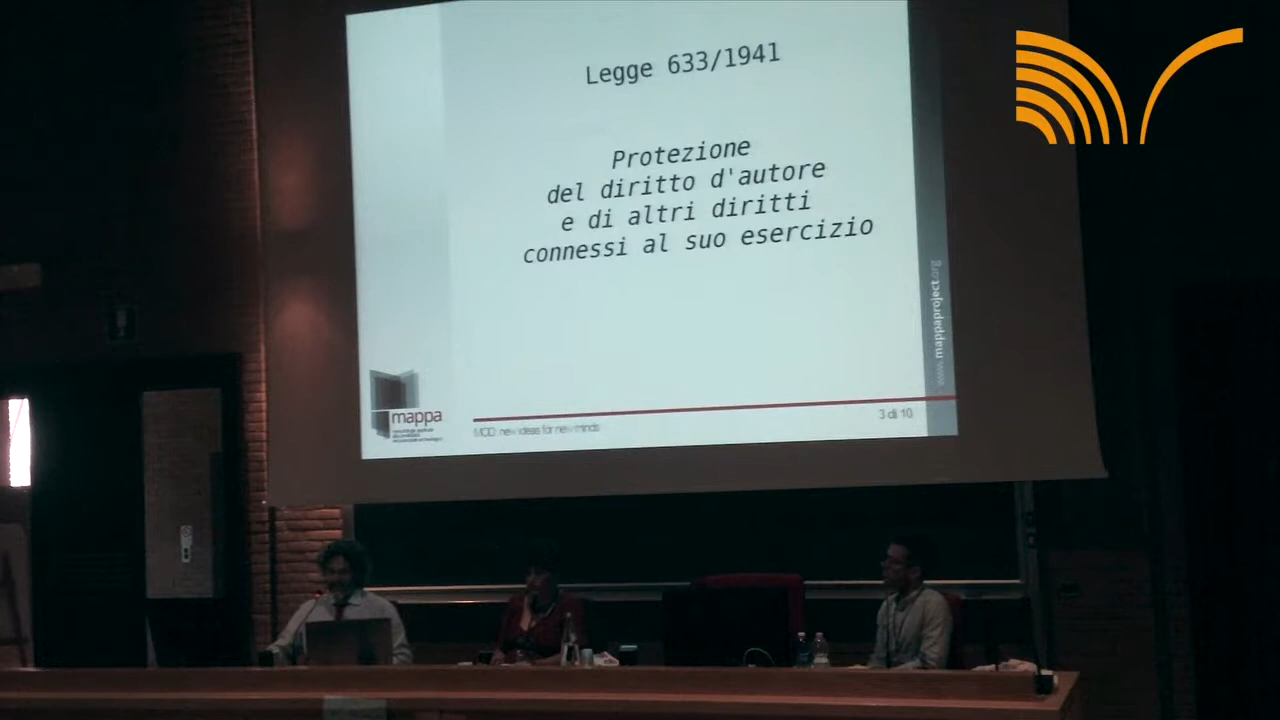 Legge 633/1941
Protezione
del diritto d'autore
e di altri diritti
connessi al suo esercizio
www.mappaproject.org
mappa
MOD: new ideas for new minds
3 di 10